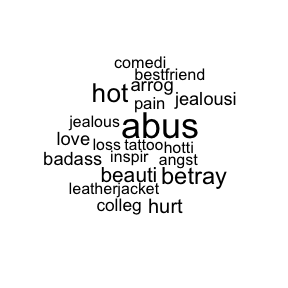 comedi
bestfriend
hot arrog
pain jealousi
jealous abus
love loss tattoo hotti
badass inspir angst
beauti betray
leatherjacket
colleg hurt